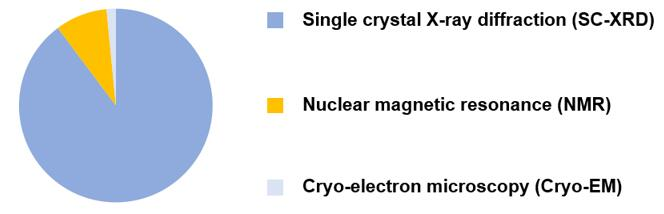 Single crystal X-ray diffraction (SC-XRD)
Nuclear magnetic resonance (NMR)
Cryo-electron microscopy (Cryo-EM)